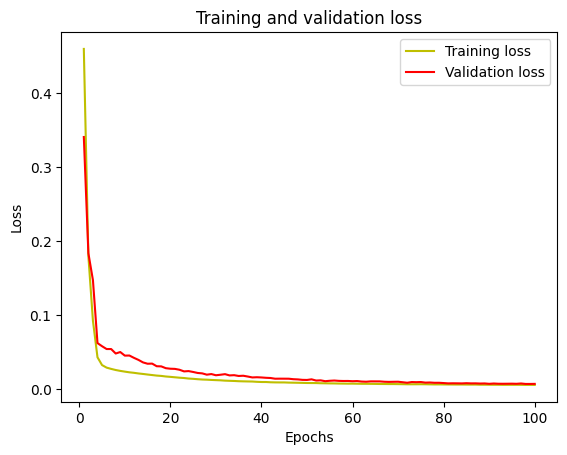 Training and validation loss
Training loss
Validation loss
Loss
0.4
0.3
0.2
0.1
0.0
0
20
40
60
80
100
Epochs